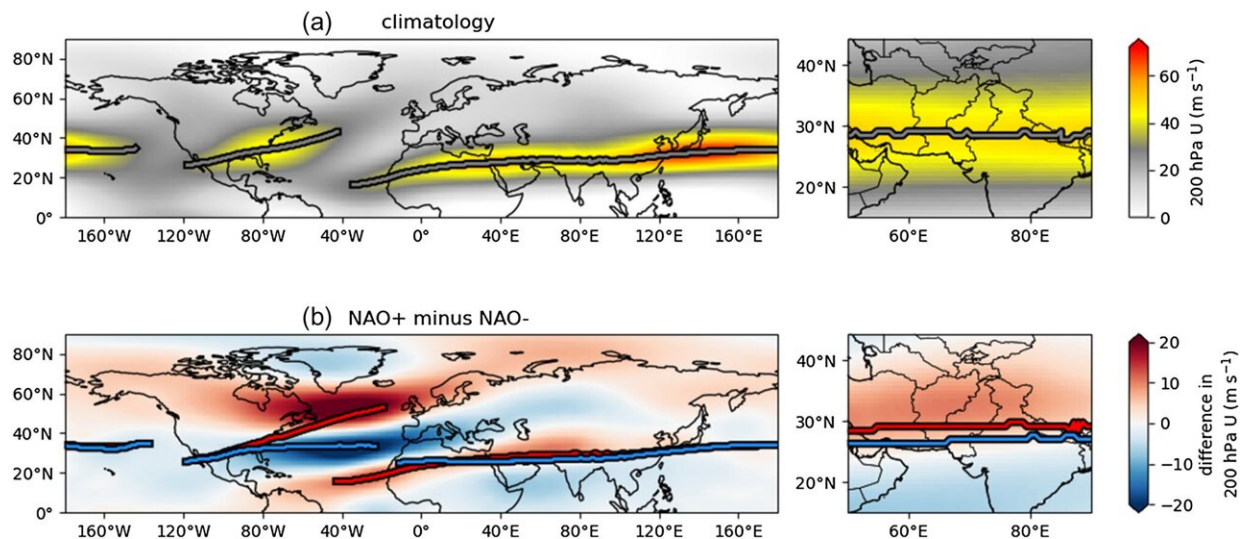 (a) climatology
80°N
60°N
40°N
20°N
0°
160°W 120°W 80°W 40°W 0° 40°E 80°E 120°E 160°E
40°N
30°N
20°N
60°E 80°E
60
40
20
0
200 hPa U (m s⁻¹)
(b) NAO+ minus NAO-
80°N
60°N
40°N
20°N
0°
160°W 120°W 80°W 40°W 0° 40°E 80°E 120°E 160°E
40°N
30°N
20°N
60°E 80°E
20
10
0
−10
−20
difference in
200 hPa U (m s⁻¹)